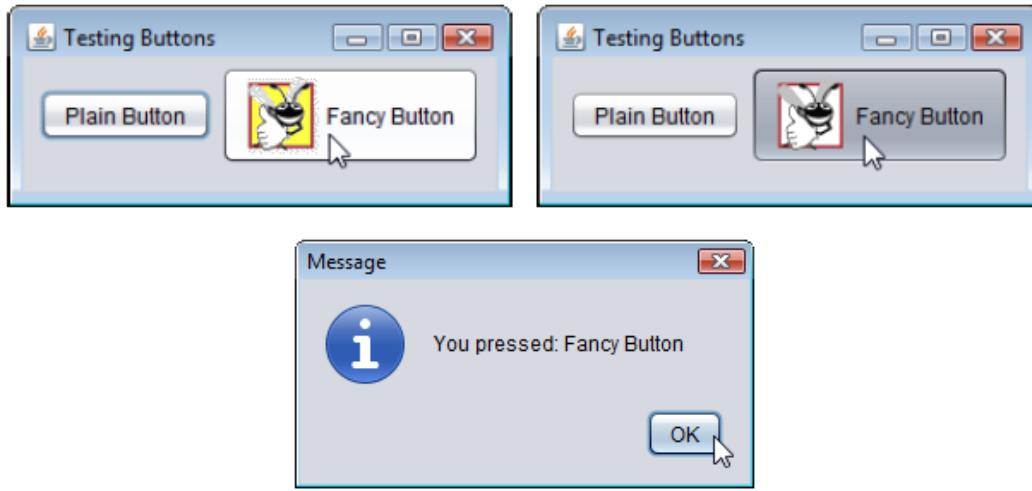 Testing Buttons
Plain Button
Fancy Button
Testing Buttons
Plain Button
Fancy Button
Message
You pressed: Fancy Button
OK